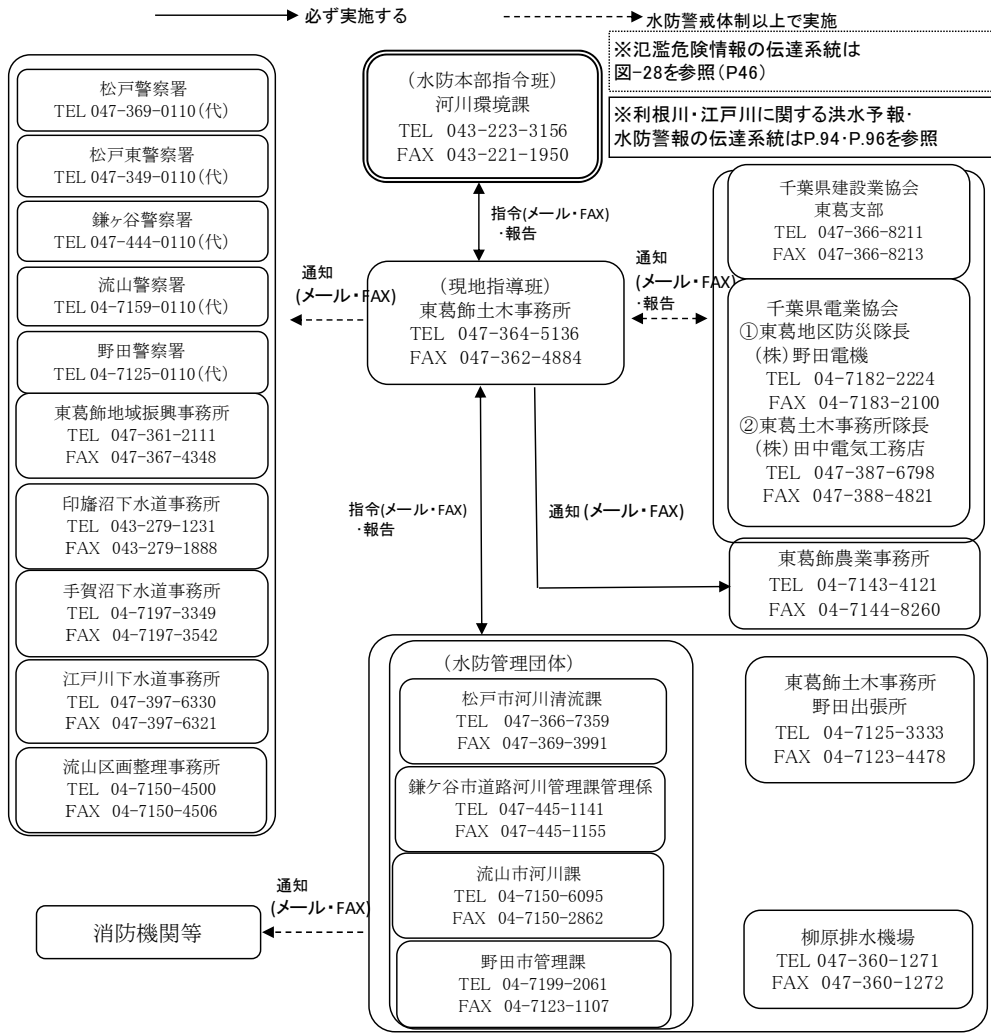 必ず実施する
水防警戒体制以上で実施
※氾濫危険情報の伝達系統は
図-28を参照(P46)
※利根川・江戸川に関する洪水予報・
水防警報の伝達系統はP.94・P.96を参照
松戸警察署
TEL 047-369-0110(代)
松戸東警察署
TEL 047-349-0110(代)
鎌ヶ谷警察署
TEL 047-444-0110(代)
流山警察署
TEL 04-7159-0110(代)
野田警察署
TEL 04-7125-0110(代)
東葛飾地域振興事務所
TEL 047-361-2111
FAX 047-367-4348
印旛沼下水道事務所
TEL 043-279-1231
FAX 043-279-1888
手賀沼下水道事務所
TEL 04-7197-3349
FAX 04-7197-3542
江戸川下水道事務所
TEL 047-397-6330
FAX 047-397-6321
流山区画整理事務所
TEL 04-7150-4500
FAX 04-7150-4506
(水防本部指令班)
河川環境課
TEL 043-223-3156
FAX 043-221-1950
指令(メール・FAX)
・報告
通知
(メール・FAX)
(現地指導班)
東葛飾土木事務所
TEL 047-364-5136
FAX 047-362-4884
通知
(メール・FAX)
・報告
千葉県建設業協会
東葛支部
TEL 047-366-8211
FAX 047-366-8213
千葉県電業協会
①東葛地区防災隊長
(株)野田電機
TEL 04-7182-2224
FAX 04-7183-2100
②東葛土木事務所隊長
(株)田中電気工務店
TEL 047-387-6798
FAX 047-388-4821
指令(メール・FAX)
・報告
通知 (メール・FAX)
東葛飾農業事務所
TEL 04-7143-4121
FAX 04-7144-8260
(水防管理団体)
松戸市河川清流課
TEL 047-366-7359
FAX 047-369-3991
鎌ケ谷市道路河川管理課管理係
TEL 047-445-1141
FAX 047-445-1155
流山市河川課
TEL 04-7150-6095
FAX 04-7150-2862
野田市管理課
TEL 04-7199-2061
FAX 04-7123-1107
東葛飾土木事務所
野田出張所
TEL 04-7125-3333
FAX 04-7123-4478
柳原排水機場
TEL 047-360-1271
FAX 047-360-1272
通知
(メール・FAX)
消防機関等